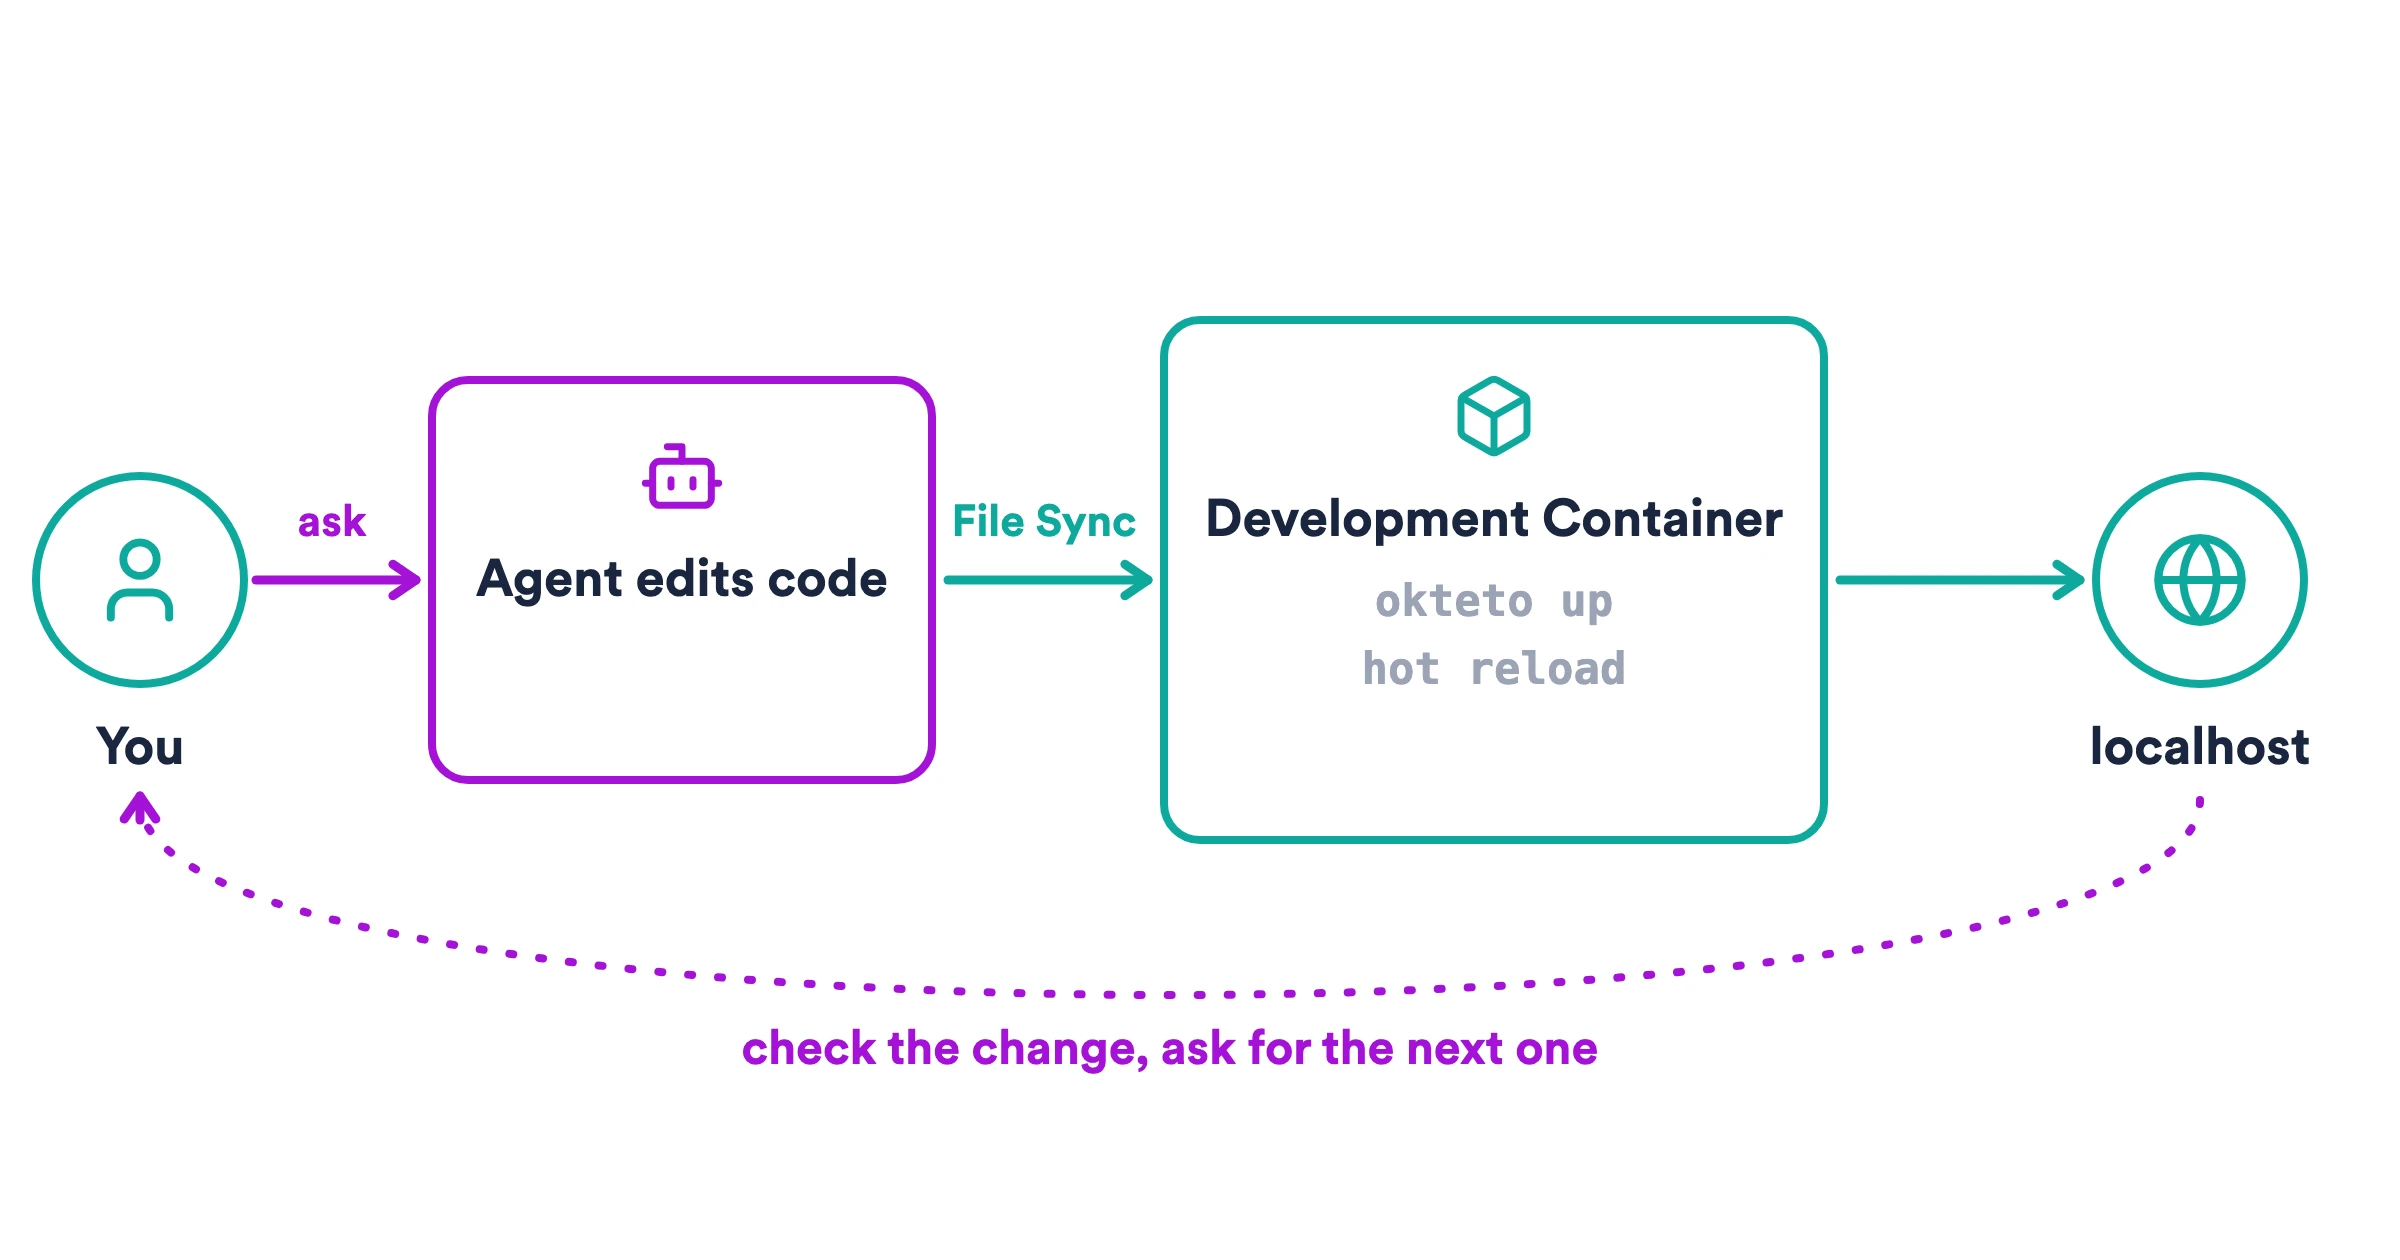 ask
File Sync
Agent edits code
Development Container
okteto up
hot reload
You
localhost
check the change, ask for the next one